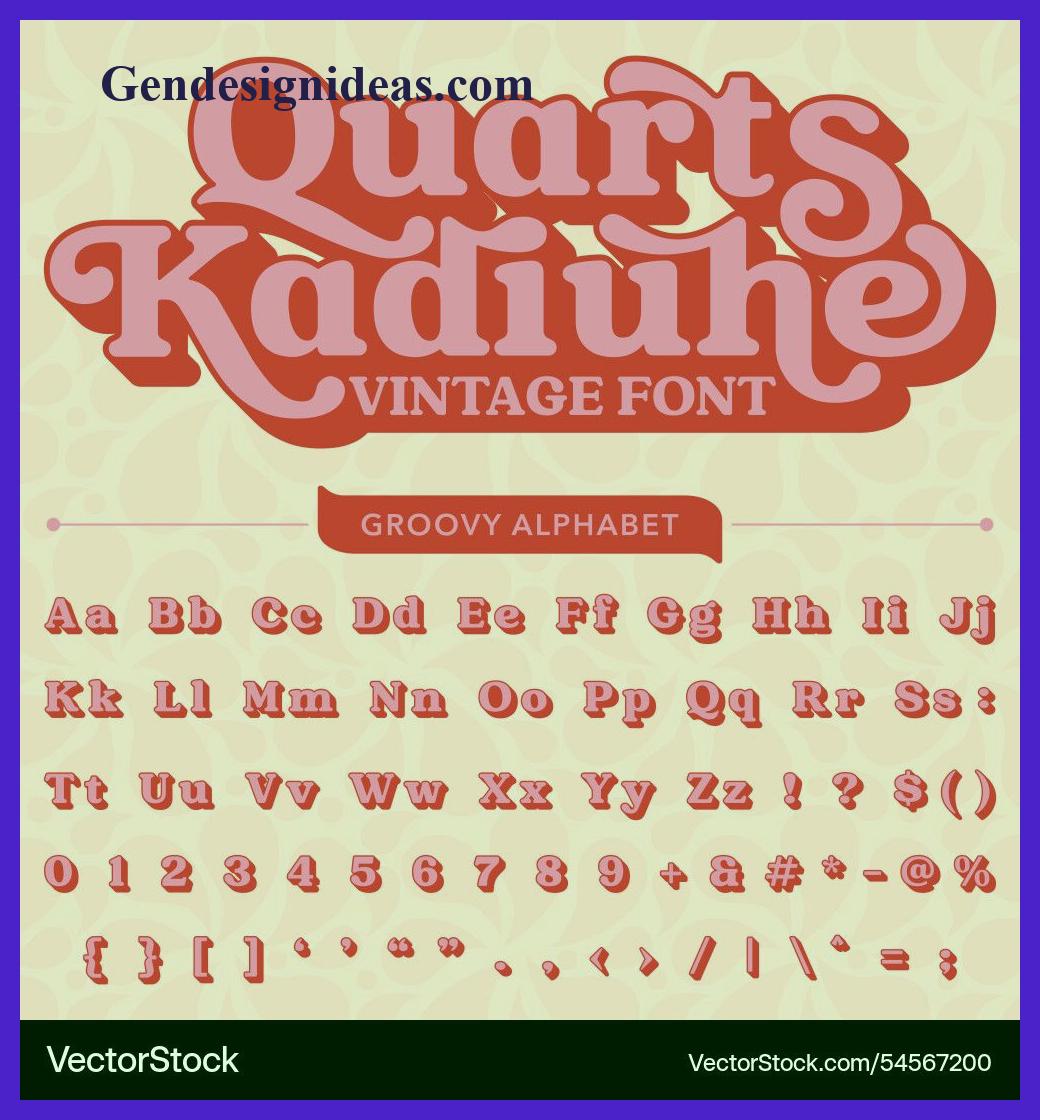 Gendesignideas.com
Quarts
Kadiuhe
VINTAGE FONT
GROOVY ALPHABET
Aa Bb Cc Dd Ee Ff Gg Hh Ii Jj
Kk Ll Mm Nn Oo Pp Qq Rr Ss :
Tt Uu Vv Ww Xx Yy Zz ! ? $ ( )
0 1 2 3 4 5 6 7 8 9 + & # * - @ %
{ } [ ] ‘ ’ “ ” . , ‹ › / | \ ^ = ;
VectorStock
VectorStock.com/54567200